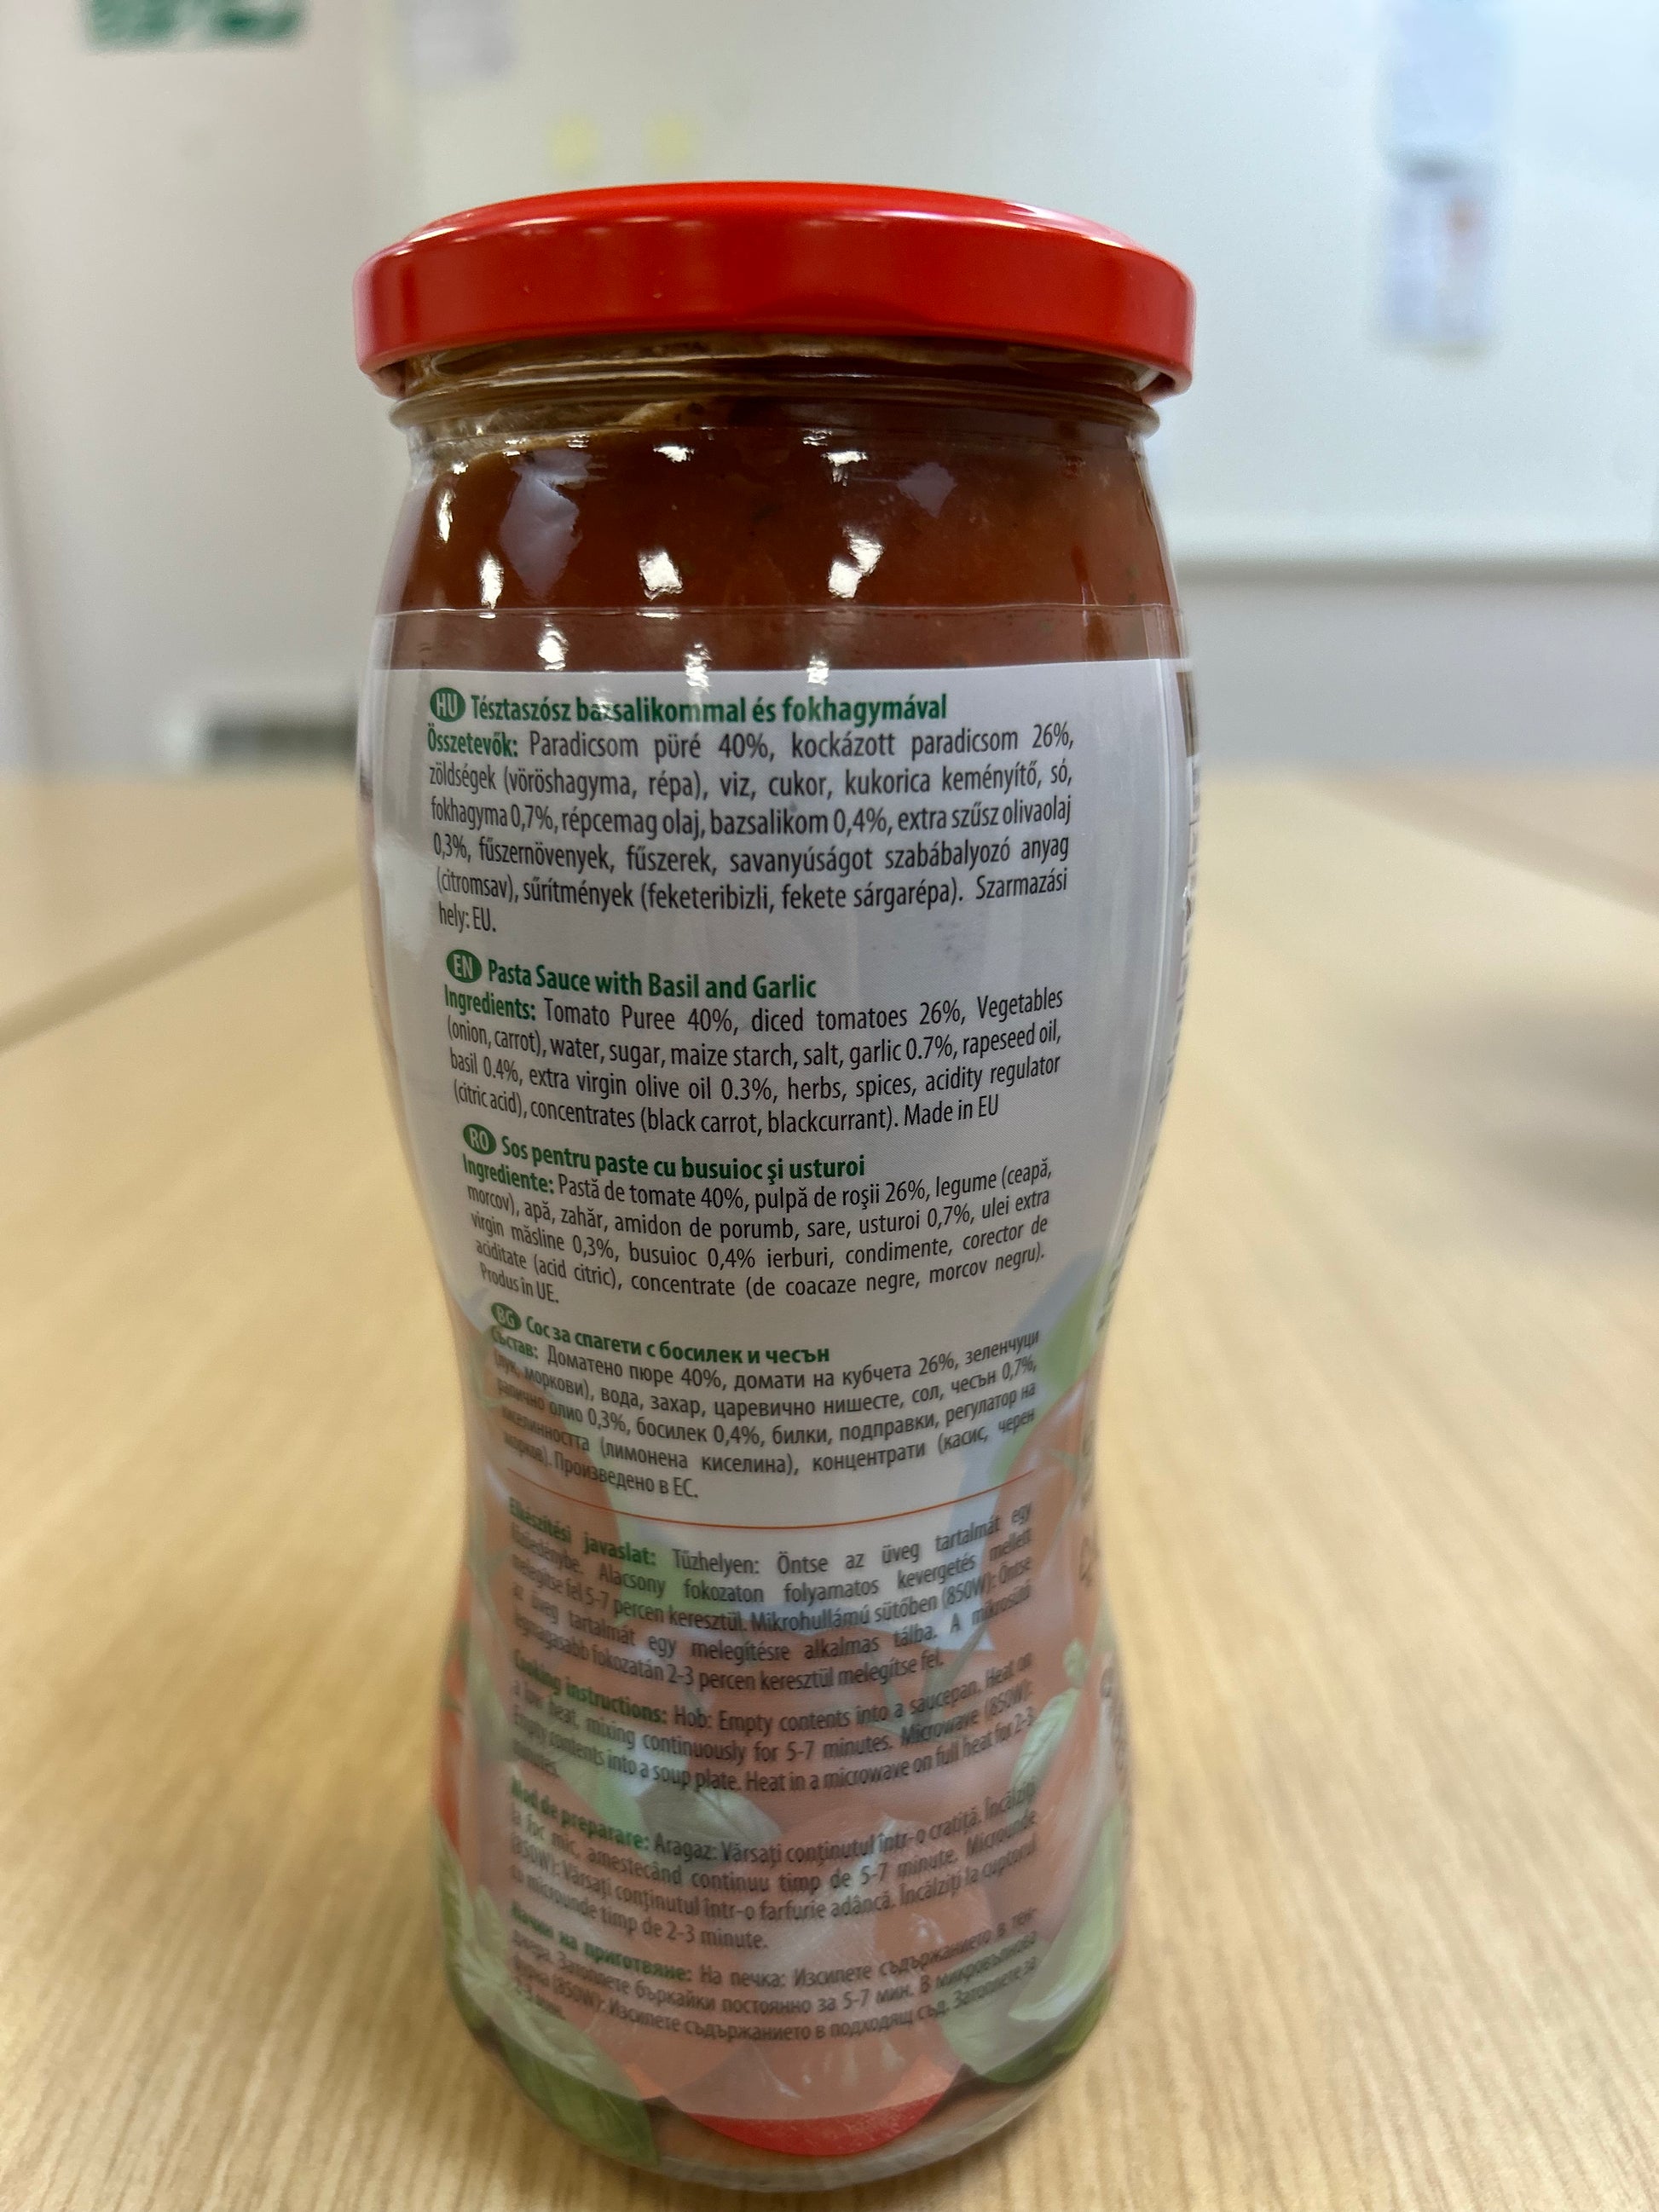 HU Tésztaszósz bazsalikommal és fokhagymával
Összetevők: Paradicsom püré 40%, kockázott paradicsom 26%,
zöldségek (vöröshagyma, répa), viz, cukor, kukorica keményítő, só,
fokhagyma 0,7%, répcemag olaj, bazsalikom 0,4%, extra szűsz olivaolaj
0,3%, fűszernövenyek, fűszerek, savanyúságot szabábalyozó anyag
(citromsav), sűrítmények (feketeribizli, fekete sárgarépa). Szarmazási
hely: EU.
EN Pasta Sauce with Basil and Garlic
Ingredients: Tomato Puree 40%, diced tomatoes 26%, Vegetables
(onion, carrot), water, sugar, maize starch, salt, garlic 0.7%, rapeseed oil,
basil 0.4%, extra virgin olive oil 0.3%, herbs, spices, acidity regulator
(citric acid), concentrates (black carrot, blackcurrant). Made in EU
RO Sos pentru paste cu busuioc şi usturoi
Ingrediente: Pastă de tomate 40%, pulpă de roşii 26%, legume (ceapă,
morcov), apă, zahăr, amidon de porumb, sare, usturoi 0,7%, ulei extra
virgin măsline 0,3%, busuioc 0,4% ierburi, condimente, corector de
aciditate (acid citric), concentrate (de coacaze negre, morcov negru).
Produs în UE.
BG Сос за спагети с босилек и чесън
Състав: Доматено пюре 40%, домати на кубчета 26%, зеленчуци
(лук, моркови), вода, захар, царевично нишесте, сол, чесън 0,7%,
рапично олио 0,3%, босилек 0,4%, билки, подправки, регулатор на
киселинността (лимонена киселина), концентрати (касис, черен
морков). Произведено в ЕС.
Elkészítési javaslat: Tűzhelyen: Öntse az üveg tartalmát egy
főzőedénybe. Alacsony fokozaton folyamatos kevergetés mellett
melegitse fel 5-7 percen keresztül. Mikrohullámú sütőben (850W): Öntse
az üveg tartalmát egy melegítésre alkalmas tálba. A mikrosütő
legmagasabb fokozatán 2-3 percen keresztül melegítse fel.
Cooking instructions: Hob: Empty contents into a saucepan. Heat on
a low heat, mixing continuously for 5-7 minutes. Microwave (850W):
Empty contents into a soup plate. Heat in a microwave on full heat for 2-3
minutes.
Mod de preparare: Aragaz: Vărsaţi conţinutul într-o cratiţă. Încălziţi
la foc mic, amestecând continuu timp de 5-7 minute. Microunde
(850W): Vărsaţi conţinutul într-o farfurie adâncă. Încălziţi la cuptorul
cu microunde timp de 2-3 minute.
Начин на приготвяне: На печка: Изсипете съдържанието в тен-
джера. Затоплете бъркайки постоянно за 5-7 мин. В микровълнова
фурна (850W): Изсипете съдържанието в подходящ съд. Затоплете за
2-3 мин.